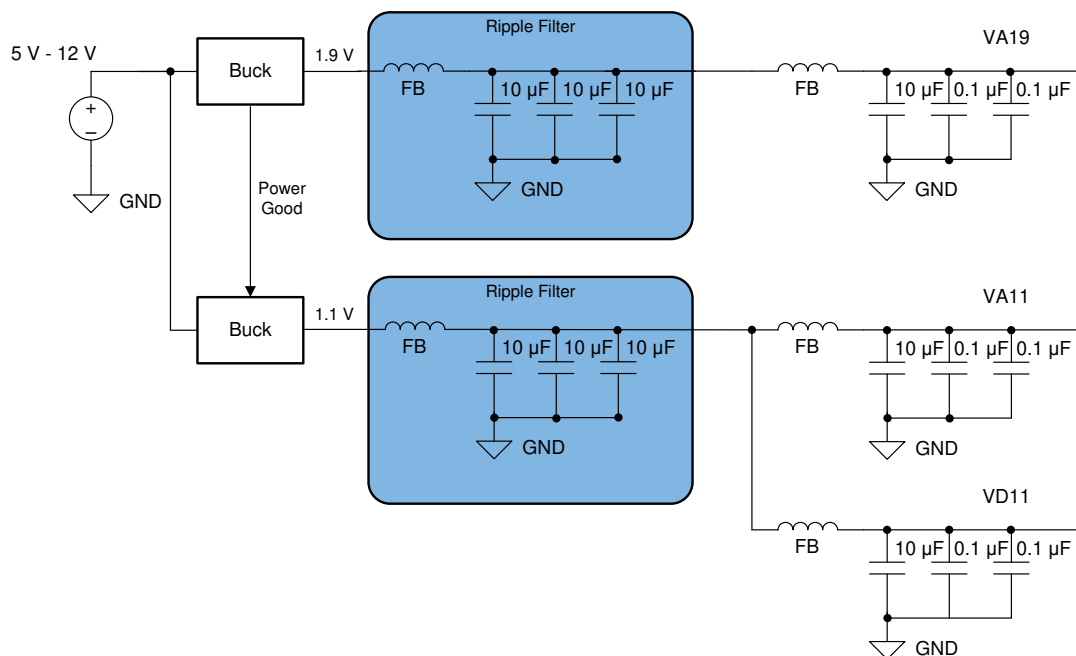 Ripple Filter
VA19
5 V - 12 V
Buck
1.9 V
FB
10 µF
10 µF
10 µF
FB
10 µF
0.1 µF
0.1 µF
+
−
GND
Power
Good
GND
GND
Ripple Filter
VA11
Buck
1.1 V
FB
10 µF
10 µF
10 µF
FB
10 µF
0.1 µF
0.1 µF
GND
GND
VD11
FB
10 µF
0.1 µF
0.1 µF
GND